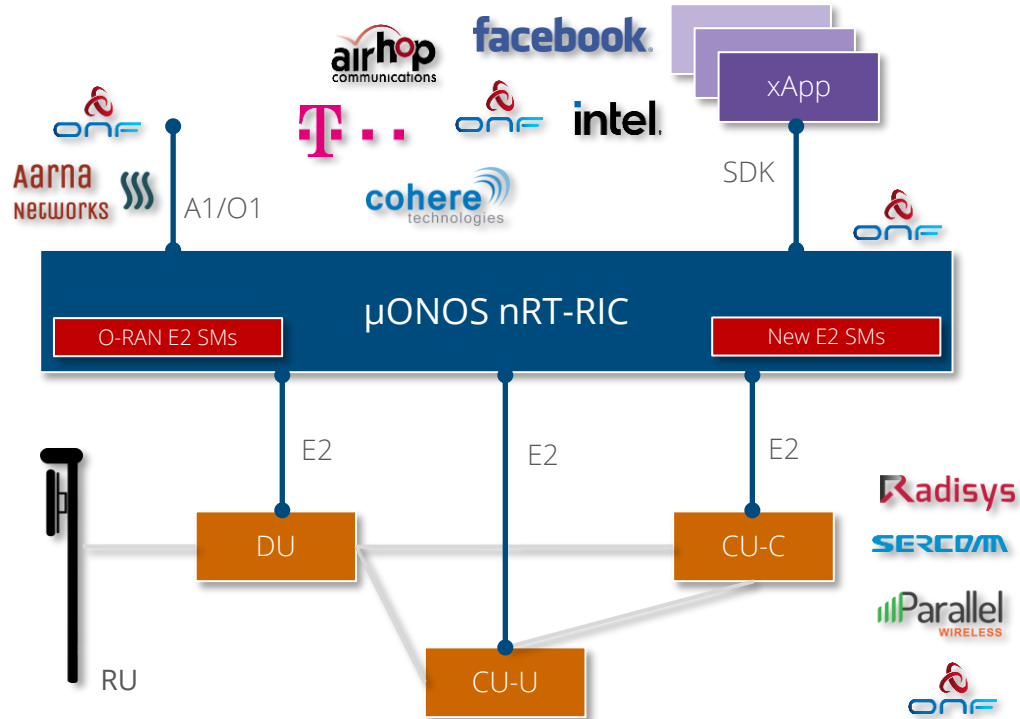 airhop
communications
facebook
xApp
ONF
T
ONF
intel
SDK
Aarna
Networks
A1/O1
cohere
technologies
ONF
µONOS nRT-RIC
O-RAN E2 SMs
New E2 SMs
E2
E2
E2
Radisys
SERCOMM
DU
CU-C
Parallel
WIRELESS
RU
CU-U
ONF